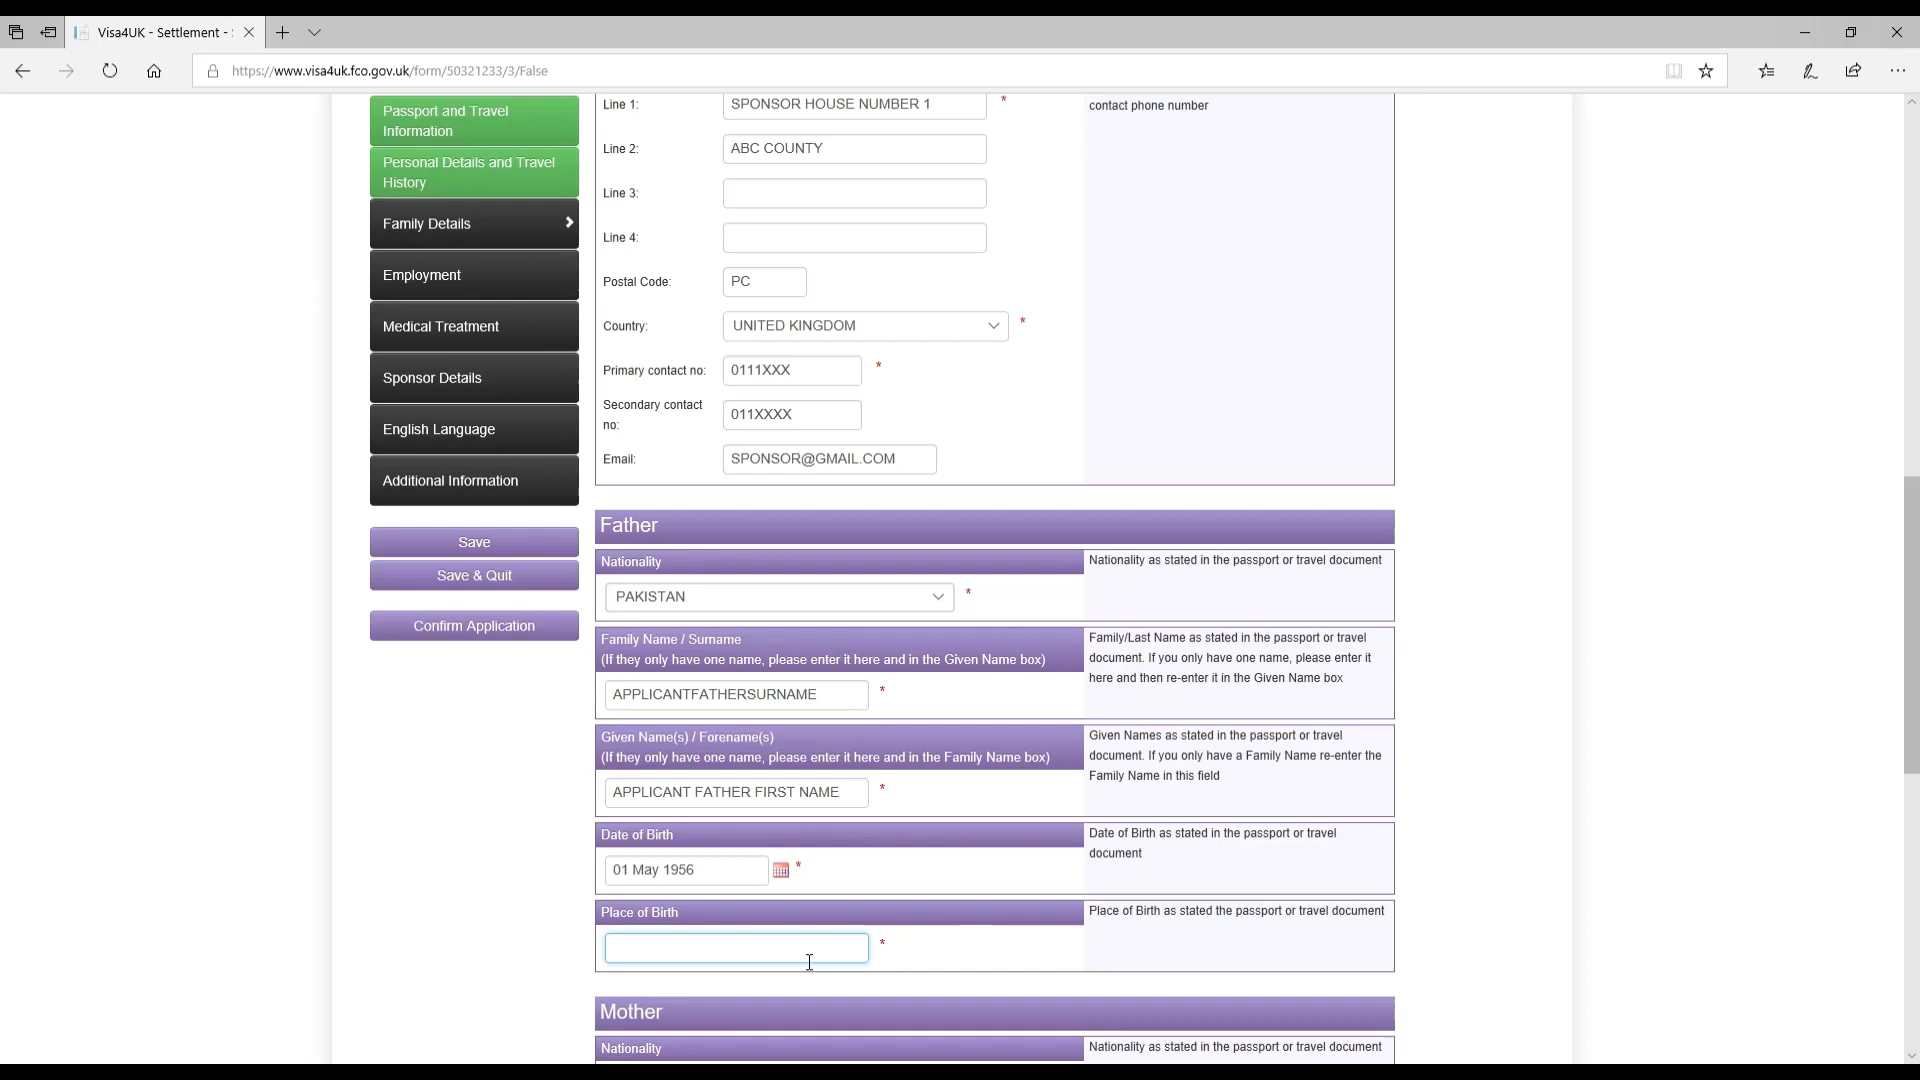 Visa4UK - Settlement -
https://www.visa4uk.fco.gov.uk/form/50321233/3/False
Passport and Travel
Information
Personal Details and Travel
History
Family Details
Employment
Medical Treatment
Sponsor Details
English Language
Additional Information
Save
Save & Quit
Confirm Application
Line 1: SPONSOR HOUSE NUMBER 1 *
contact phone number
Line 2: ABC COUNTY
Line 3:
Line 4:
Postal Code: PC
Country: UNITED KINGDOM *
Primary contact no: 0111XXX *
Secondary contact
no:
011XXXX
Email: SPONSOR@GMAIL.COM
Father
Nationality
PAKISTAN *
Nationality as stated in the passport or travel document
Family Name / Surname
(If they only have one name, please enter it here and in the Given Name box)
APPLICANTFATHERSURNAME *
Family/Last Name as stated in the passport or travel
document. If you only have one name, please enter it
here and then re-enter it in the Given Name box
Given Name(s) / Forename(s)
(If they only have one name, please enter it here and in the Family Name box)
APPLICANT FATHER FIRST NAME *
Given Names as stated in the passport or travel
document. If you only have a Family Name re-enter the
Family Name in this field
Date of Birth
01 May 1956 *
Date of Birth as stated in the passport or travel
document
Place of Birth
*
Place of Birth as stated the passport or travel document
Mother
Nationality
Nationality as stated in the passport or travel document